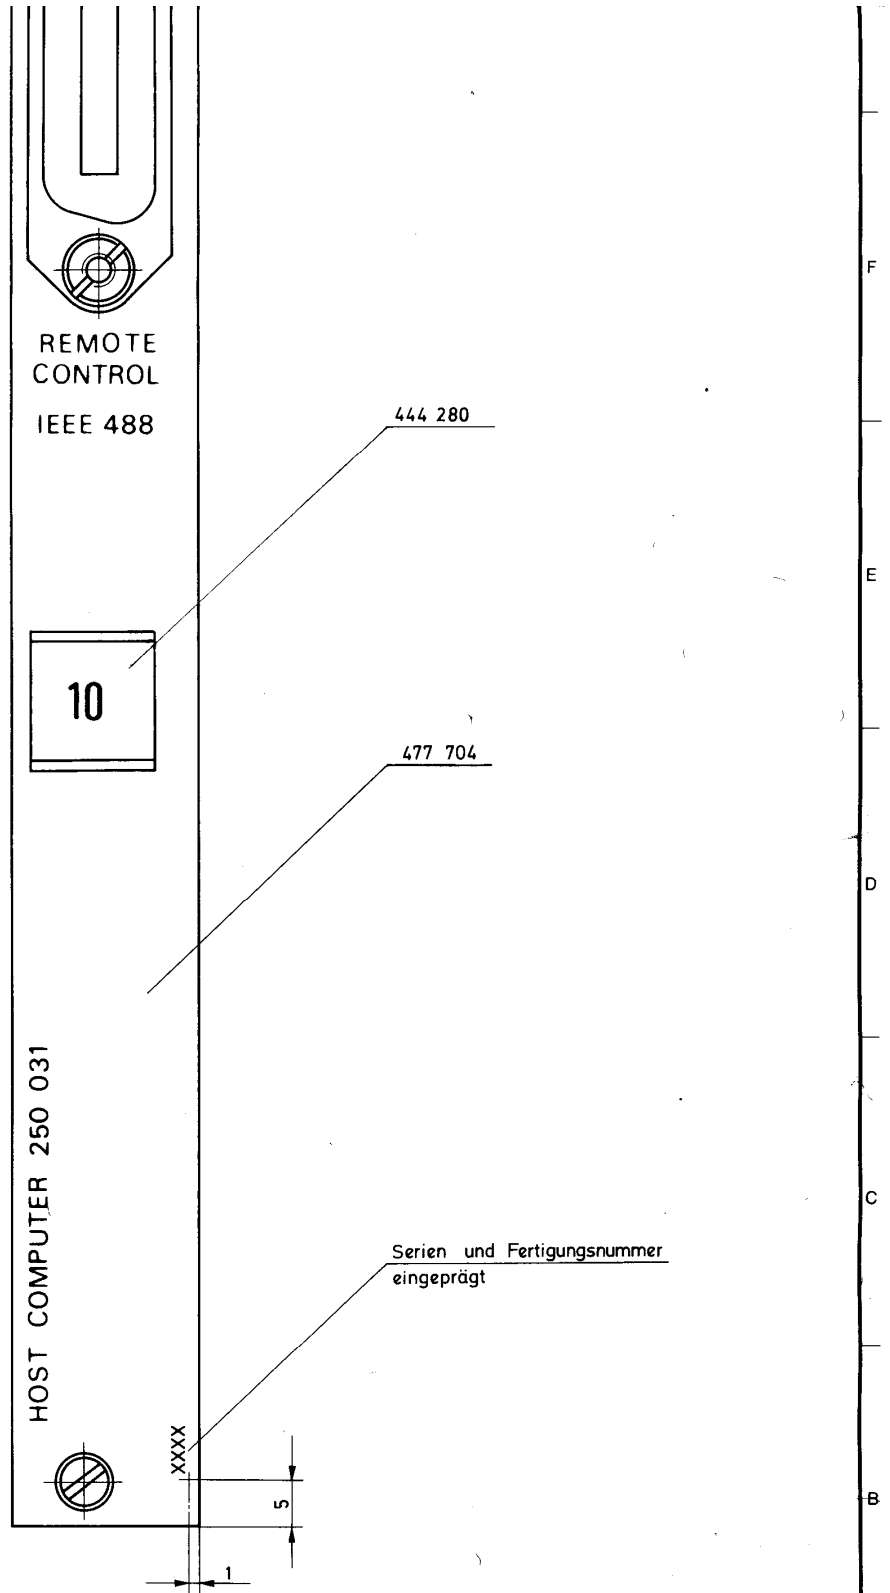 F
REMOTE
CONTROL
IEEE 488
444 280
E
10
477 704
D
HOST COMPUTER 250 031
C
Serien und Fertigungsnummer
eingeprägt
XXXX
5
B
1